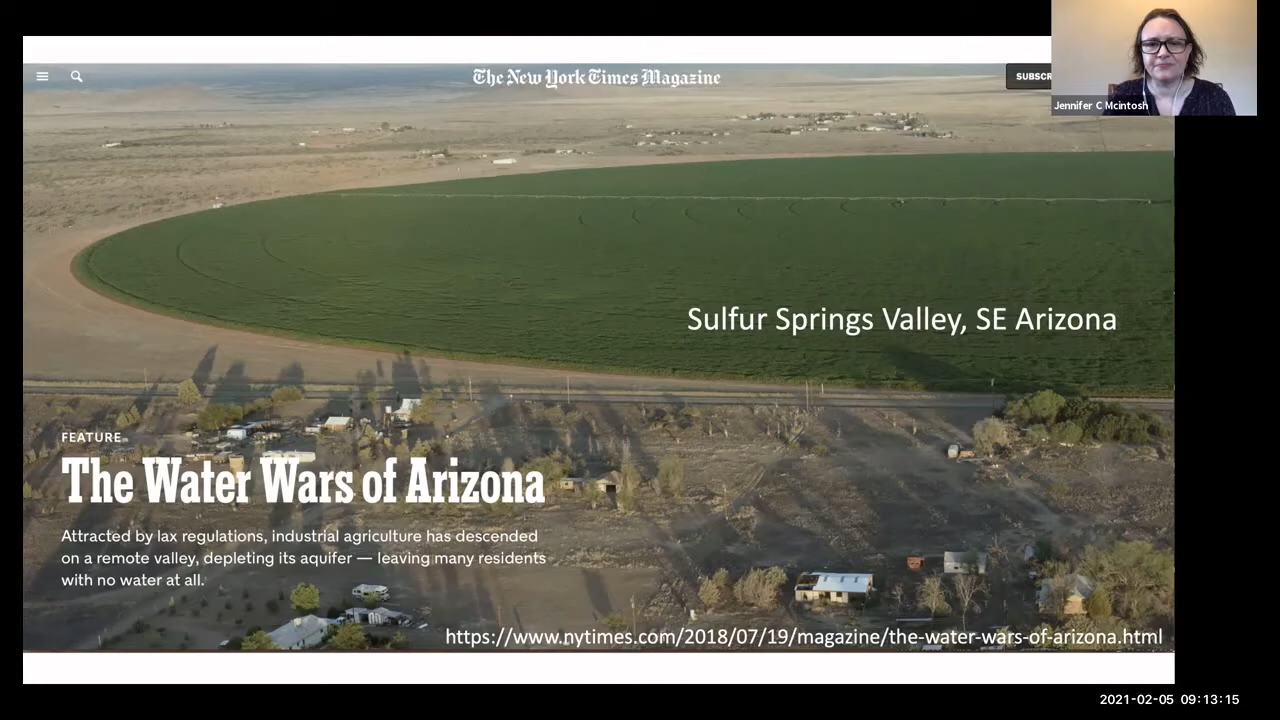 The New York Times Magazine
SUBSCR
Jennifer C Mcintosh
Sulfur Springs Valley, SE Arizona
FEATURE
The Water Wars of Arizona
Attracted by lax regulations, industrial agriculture has descended
on a remote valley, depleting its aquifer — leaving many residents
with no water at all.
https://www.nytimes.com/2018/07/19/magazine/the-water-wars-of-arizona.html
2021-02-05 09:13:15